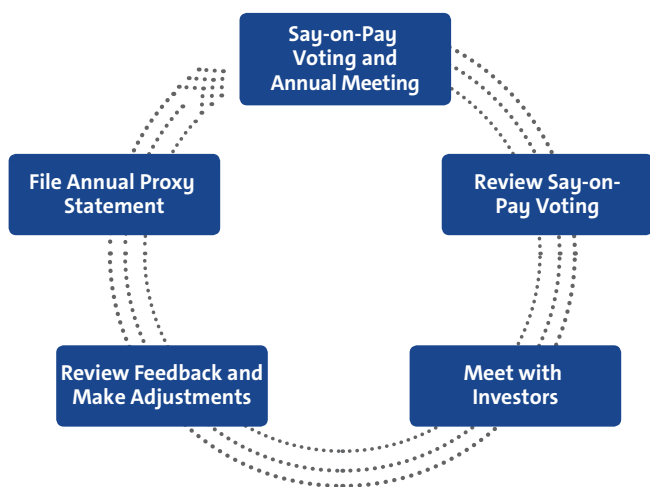 Say-on-Pay
Voting and
Annual Meeting
Review Say-on-
Pay Voting
Meet with
Investors
Review Feedback and
Make Adjustments
File Annual Proxy
Statement